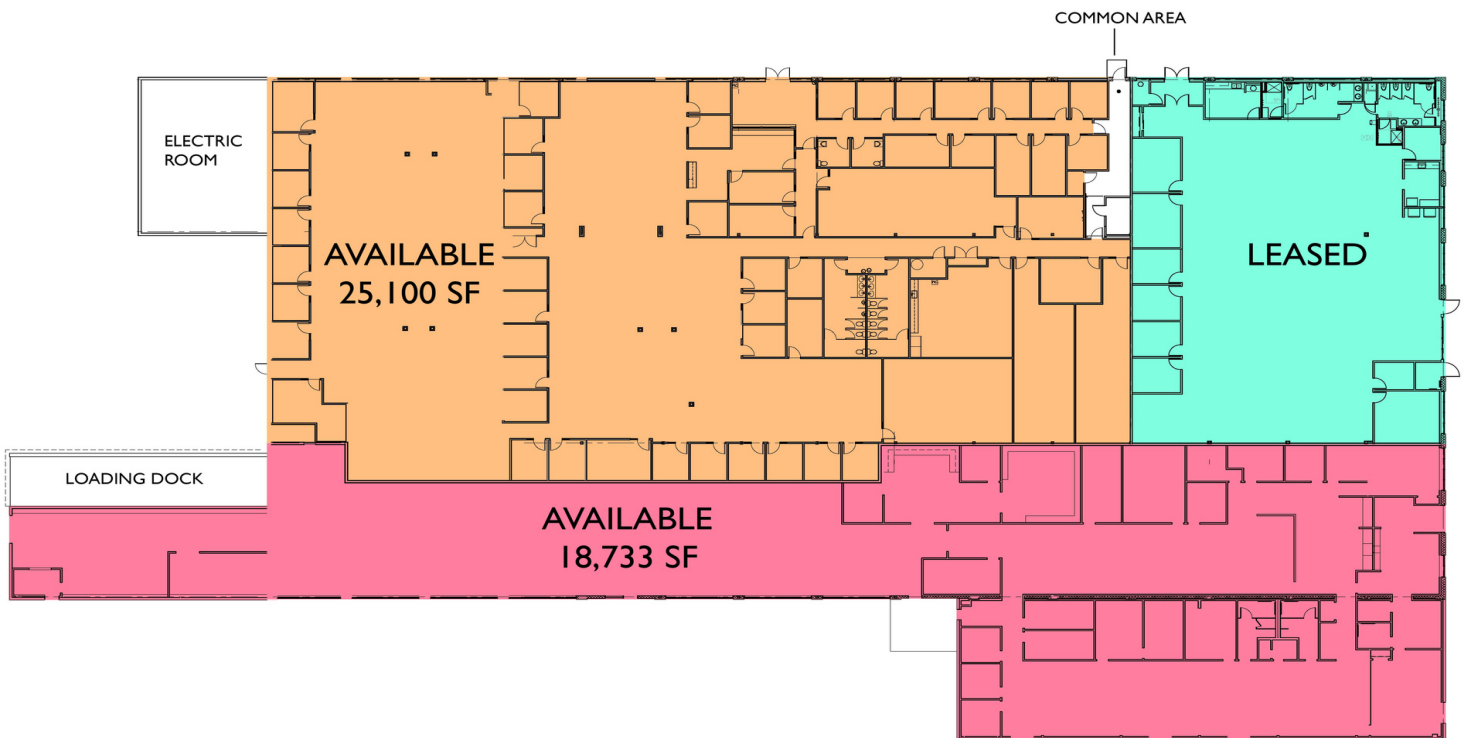 COMMON AREA
ELECTRIC
ROOM
AVAILABLE
25,100 SF
LEASED
LOADING DOCK
AVAILABLE
18,733 SF